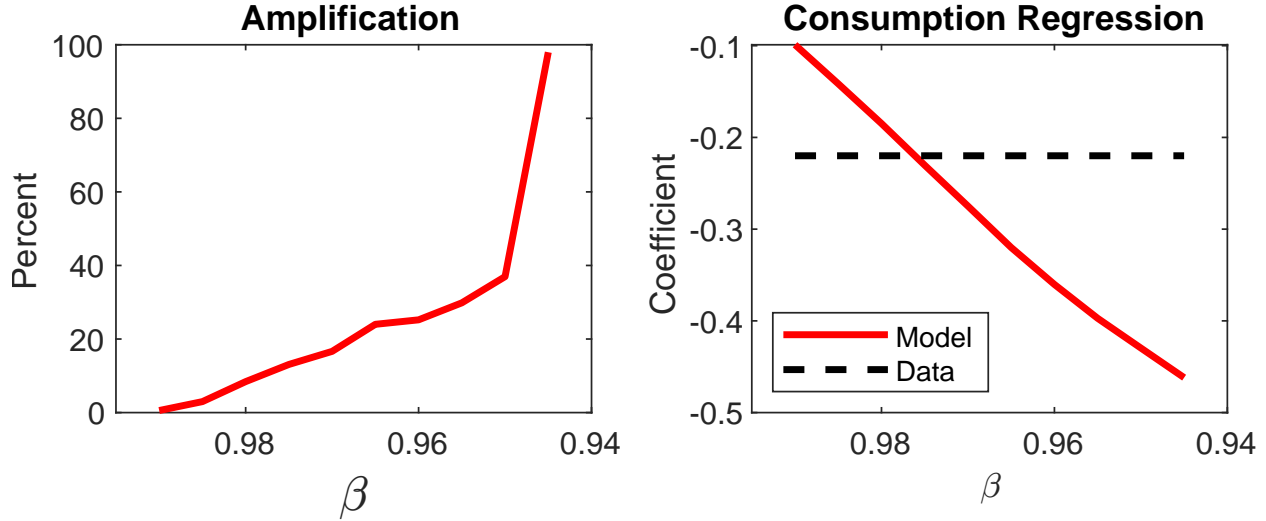 Amplification
Percent
100
80
60
40
20
0
0.98
0.96
0.94
β
Consumption Regression
Coefficient
-0.1
-0.2
-0.3
-0.4
-0.5
Model
Data
0.98
0.96
0.94
β